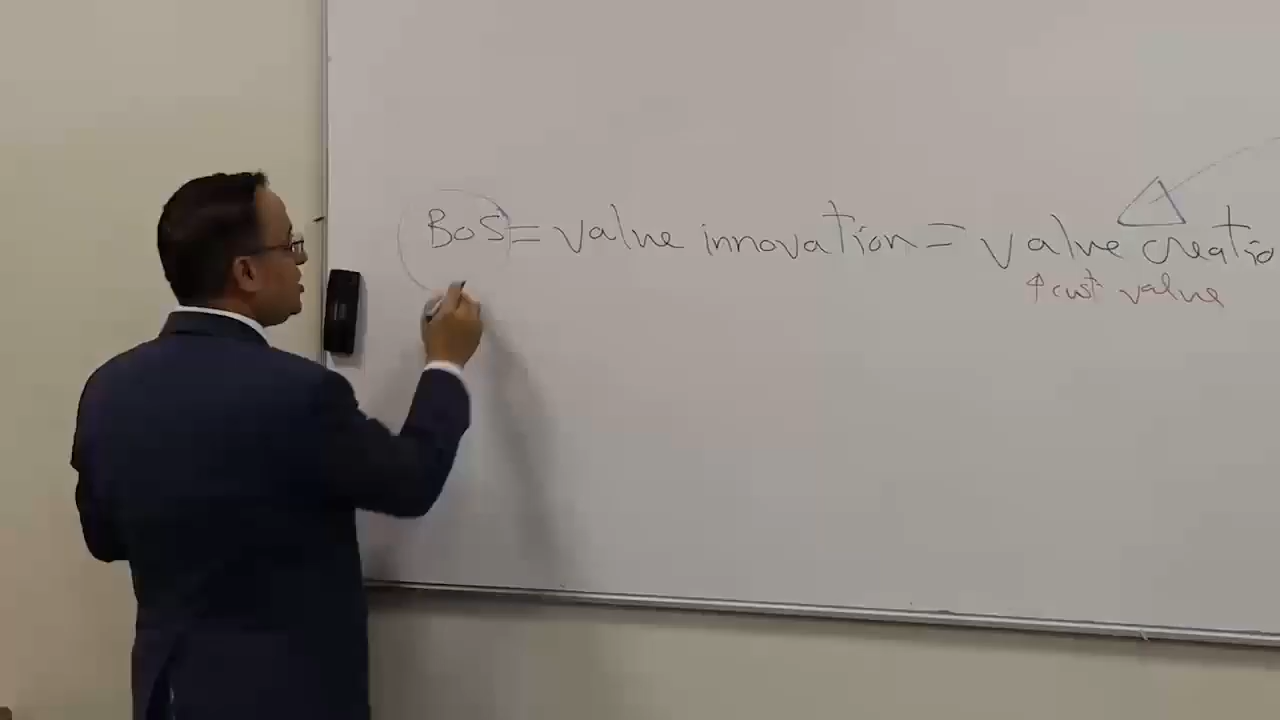 BOS = value innovation = value creatio
↑ cust value